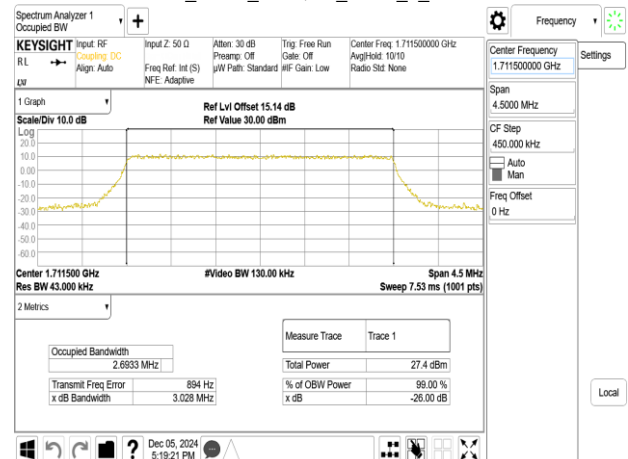 Spectrum Analyzer 1
Occupied BW
Frequency
KEYSIGHT
Input: RF
Coupling: DC
Align: Auto
Input Z: 50 Ω
Freq Ref: Int (S)
NFE: Adaptive
Atten: 30 dB
Preamp: Off
µW Path: Standard
Trig: Free Run
Gate: Off
#IF Gain: Low
Center Freq: 1.711500000 GHz
Avg|Hold: 10/10
Radio Std: None
RL
Center Frequency
1.711500000 GHz
Settings
Span
4.5000 MHz
CF Step
450.000 kHz
Auto
Man
Freq Offset
0 Hz
Local
1 Graph
Scale/Div 10.0 dB
Ref Lvl Offset 15.14 dB
Ref Value 30.00 dBm
Log
20.0
10.0
0.00
-10.0
-20.0
-30.0
-40.0
-50.0
-60.0
Center 1.711500 GHz
Res BW 43.000 kHz
#Video BW 130.00 kHz
Span 4.5 MHz
Sweep 7.53 ms (1001 pts)
2 Metrics
Occupied Bandwidth
2.6933 MHz
Transmit Freq Error 894 Hz
x dB Bandwidth 3.028 MHz
Measure Trace Trace 1
Total Power 27.4 dBm
% of OBW Power 99.00 %
x dB -26.00 dB
?
Dec 05, 2024
5:19:21 PM